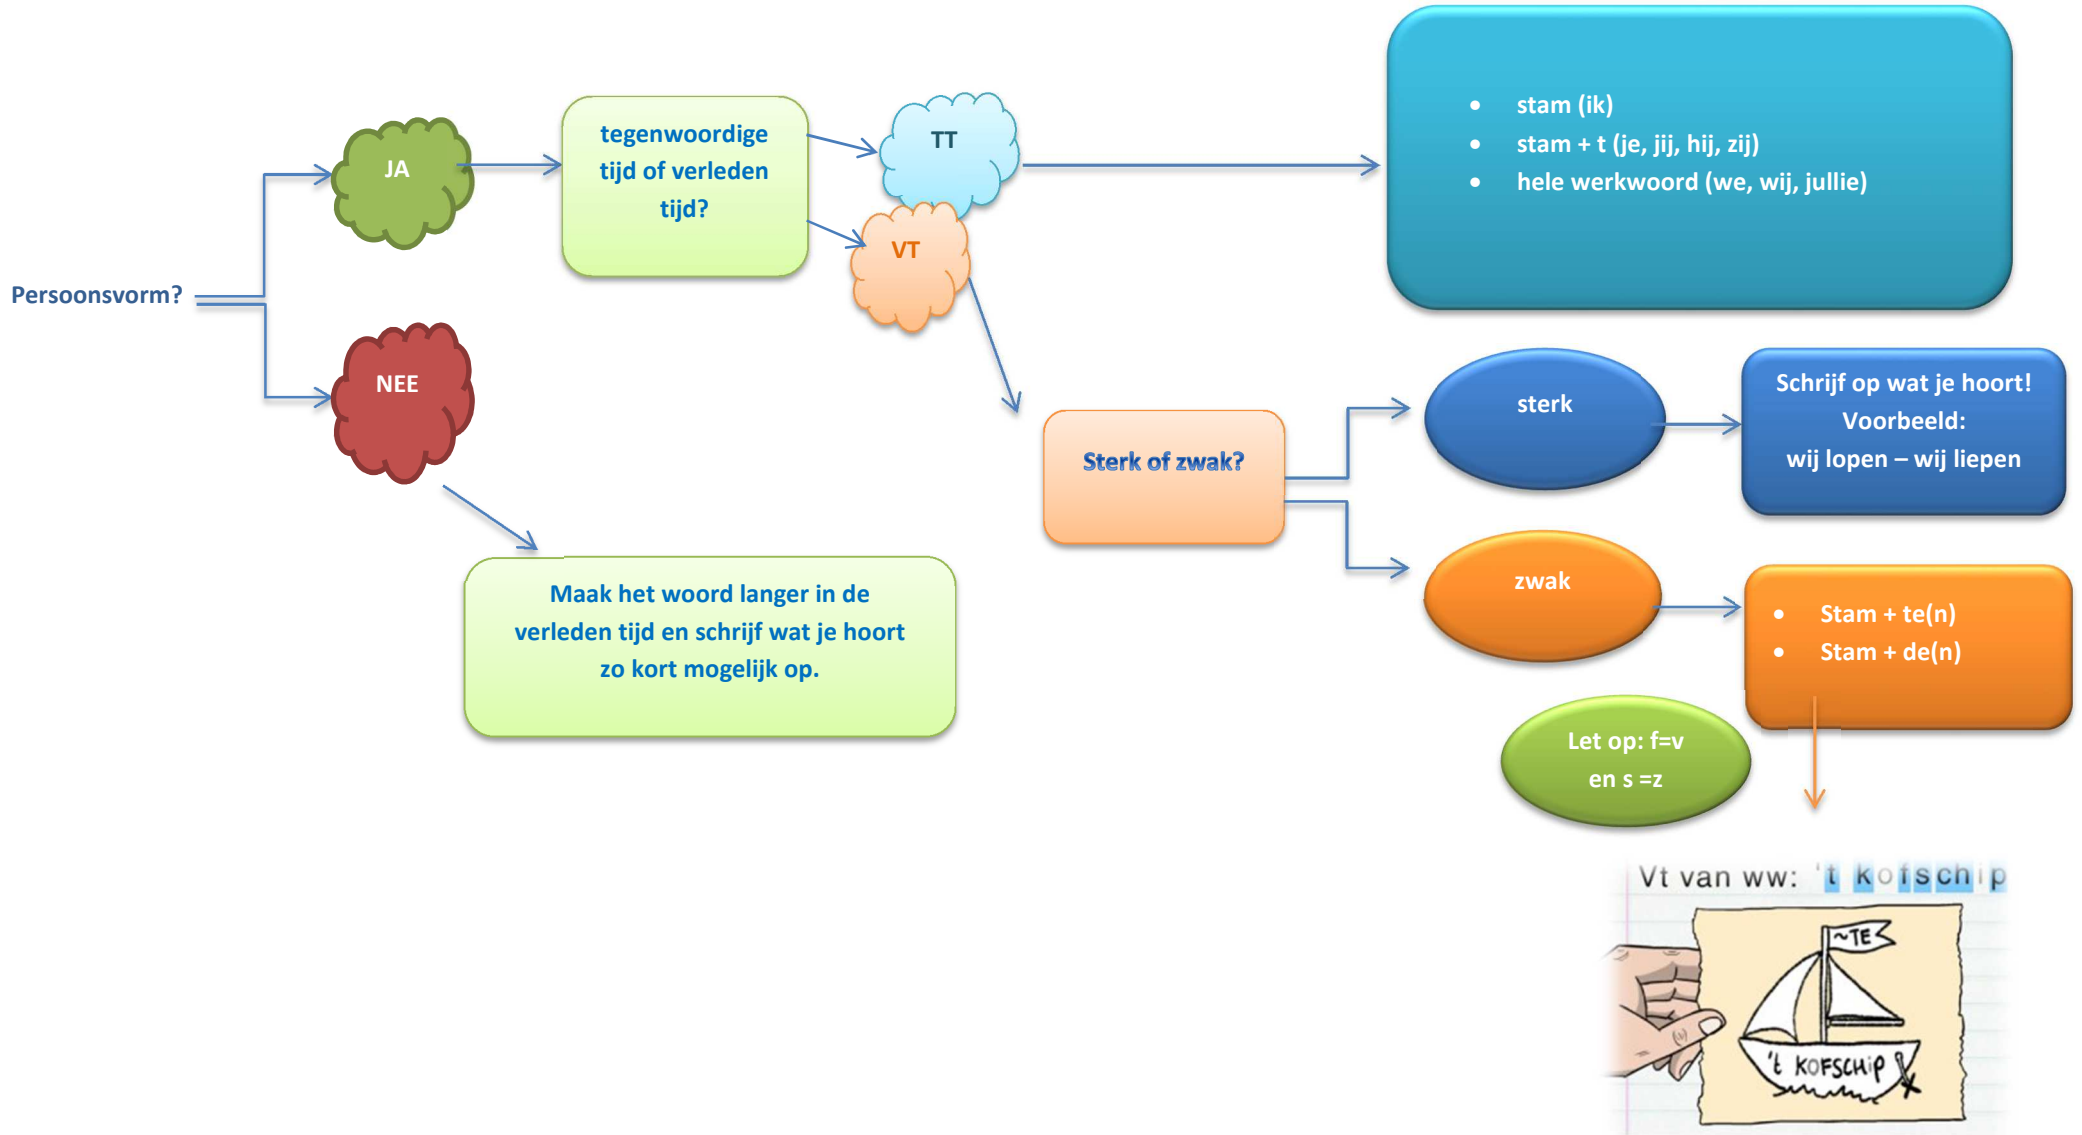 Persoonsvorm?
JA
NEE
tegenwoordige
tijd of verleden
tijd?
TT
VT
• stam (ik)
• stam + t (je, jij, hij, zij)
• hele werkwoord (we, wij, jullie)
Maak het woord langer in de
verleden tijd en schrijf wat je hoort
zo kort mogelijk op.
Sterk of zwak?
sterk
Schrijf op wat je hoort!
Voorbeeld:
wij lopen – wij liepen
zwak
• Stam + te(n)
• Stam + de(n)
Let op: f=v
en s =z
Vt van ww: 't kofschip
~TE
't KOFSCHiP